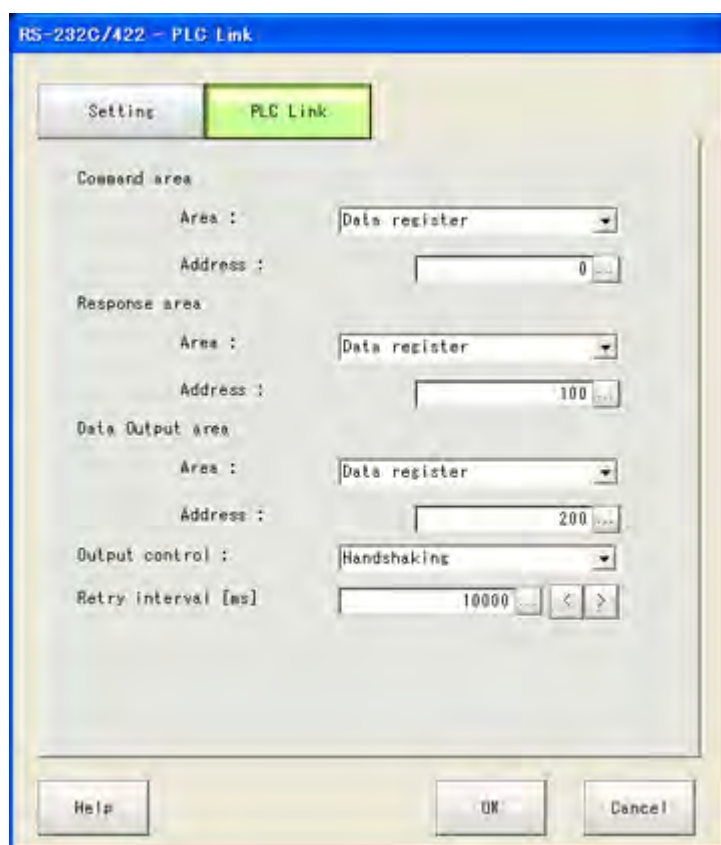 RS-232C/422 - PLC Link
Setting PLC Link
Command area
Area : Data register
Address : 0 ...
Response area
Area : Data register
Address : 100 ...
Data Output area
Area : Data register
Address : 200 ...
Output control : Handshaking
Retry interval [ms] 10000 ... < >
Help OK Cancel